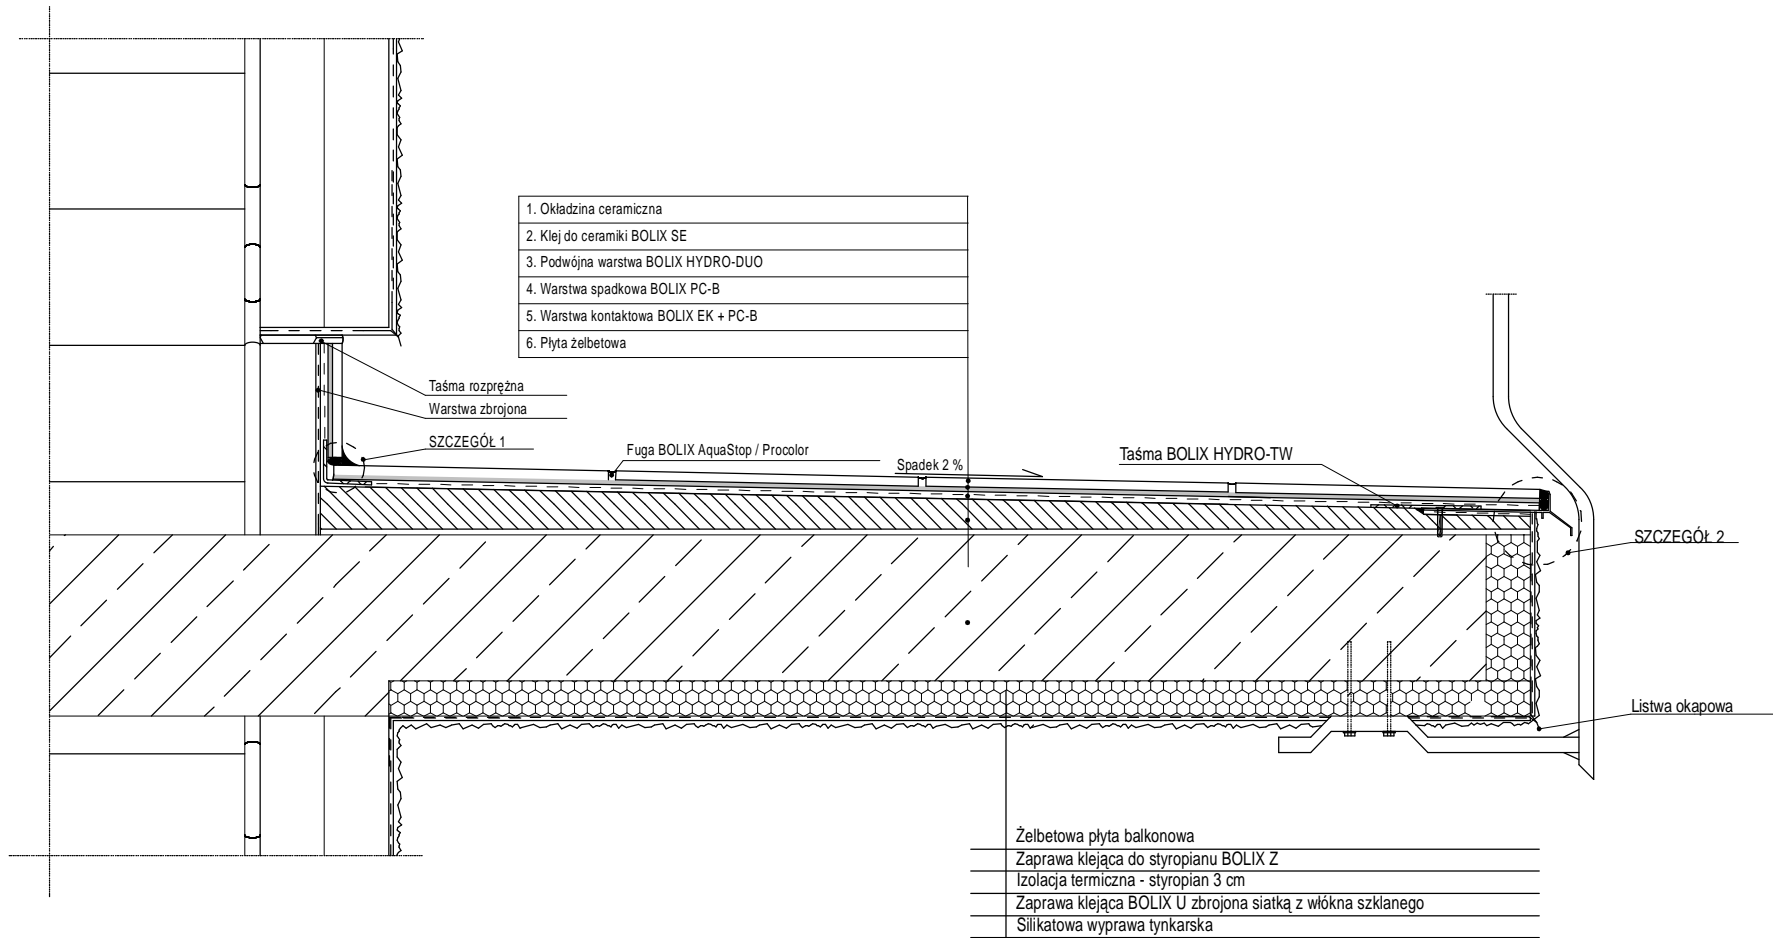 1. Okładzina ceramiczna
2. Klej do ceramiki BOLIX SE
3. Podwójna warstwa BOLIX HYDRO-DUO
4. Warstwa spadkowa BOLIX PC-B
5. Warstwa kontaktowa BOLIX EK + PC-B
6. Płyta żelbetowa
Taśma rozprężna
Warstwa zbrojona
SZCZEGÓŁ 1
Fuga BOLIX AquaStop / Procolor
Spadek 2 %
Taśma BOLIX HYDRO-TW
SZCZEGÓŁ 2
Listwa okapowa
Żelbetowa płyta balkonowa
Zaprawa klejąca do styropianu BOLIX Z
Izolacja termiczna - styropian 3 cm
Zaprawa klejąca BOLIX U zbrojona siatką z włókna szklanego
Silikatowa wyprawa tynkarska